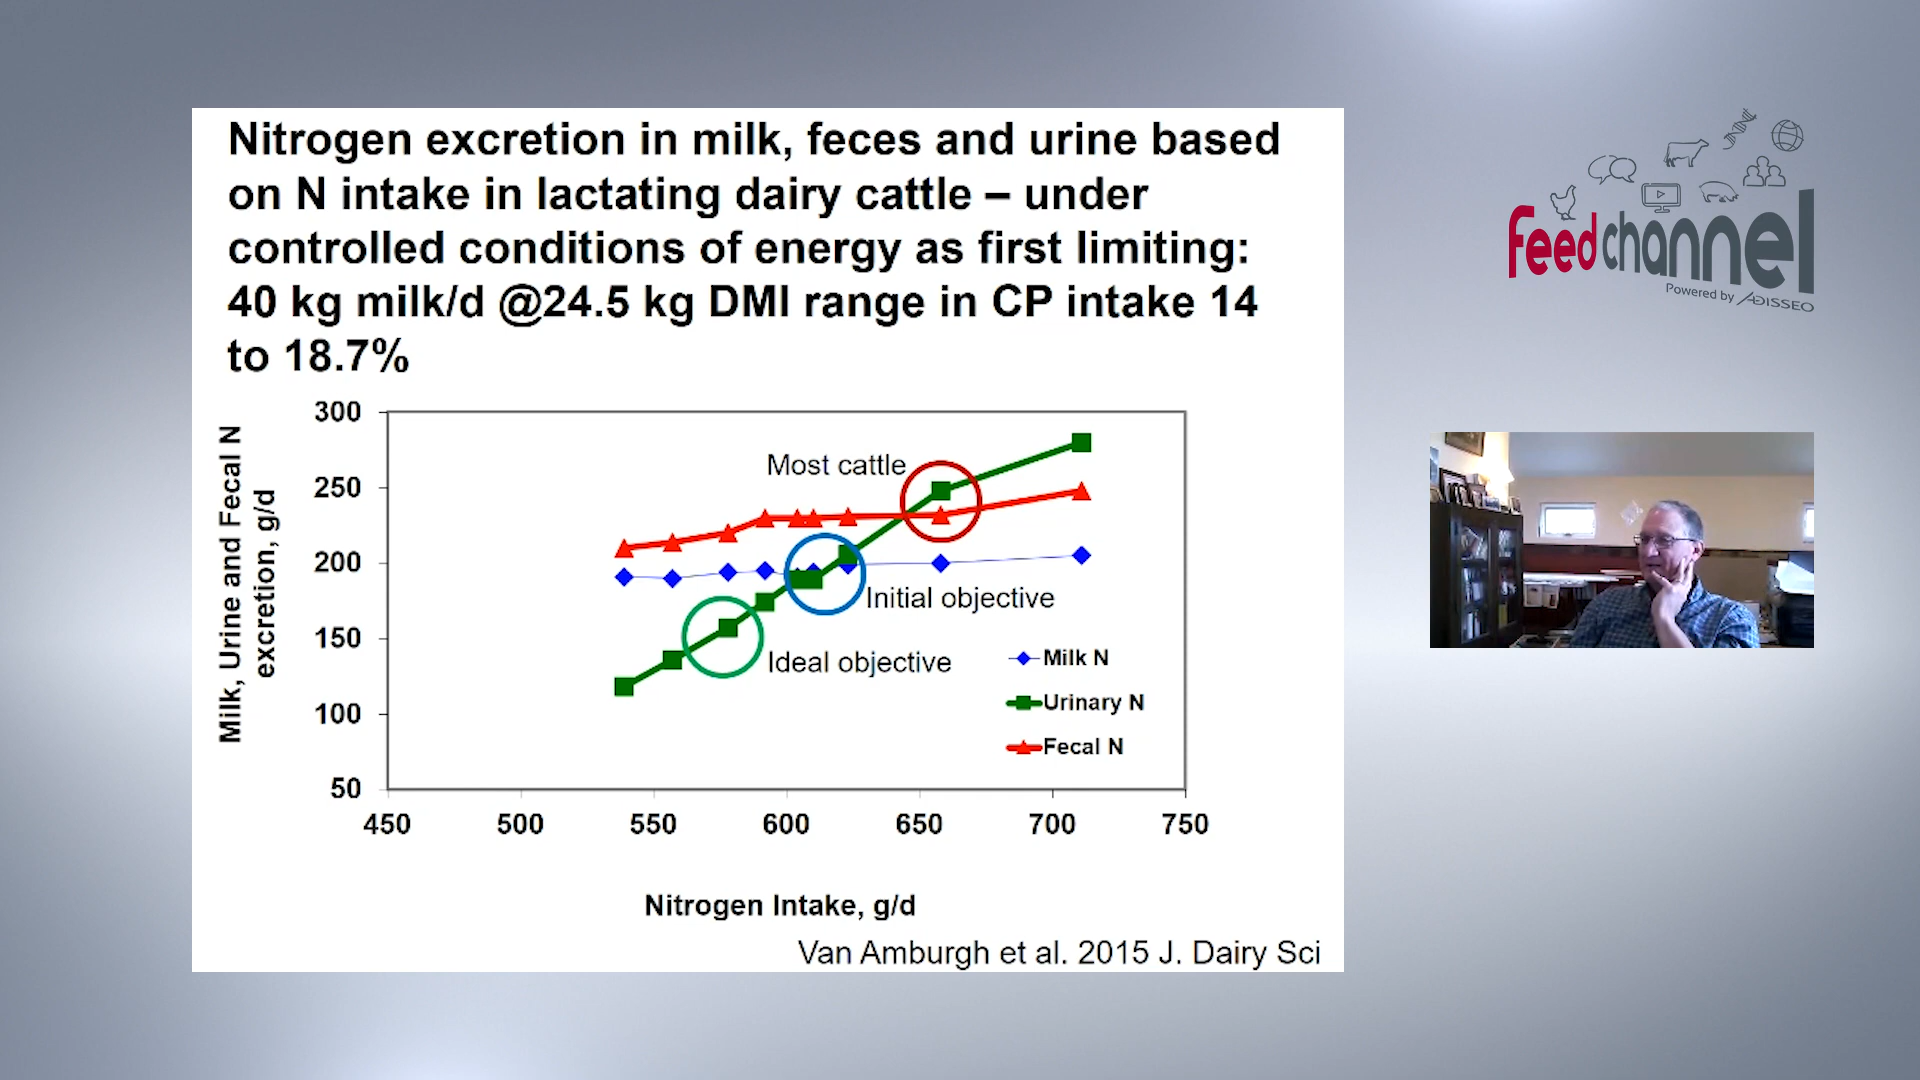 Nitrogen excretion in milk, feces and urine based
on N intake in lactating dairy cattle – under
controlled conditions of energy as first limiting:
40 kg milk/d @24.5 kg DMI range in CP intake 14
to 18.7%
feedchannel
Powered by ADISSEO
Milk, Urine and Fecal N
excretion, g/d
300
250
200
150
100
50
Most cattle
Initial objective
Ideal objective
Milk N
Urinary N
Fecal N
450 500 550 600 650 700 750
Nitrogen Intake, g/d
Van Amburgh et al. 2015 J. Dairy Sci